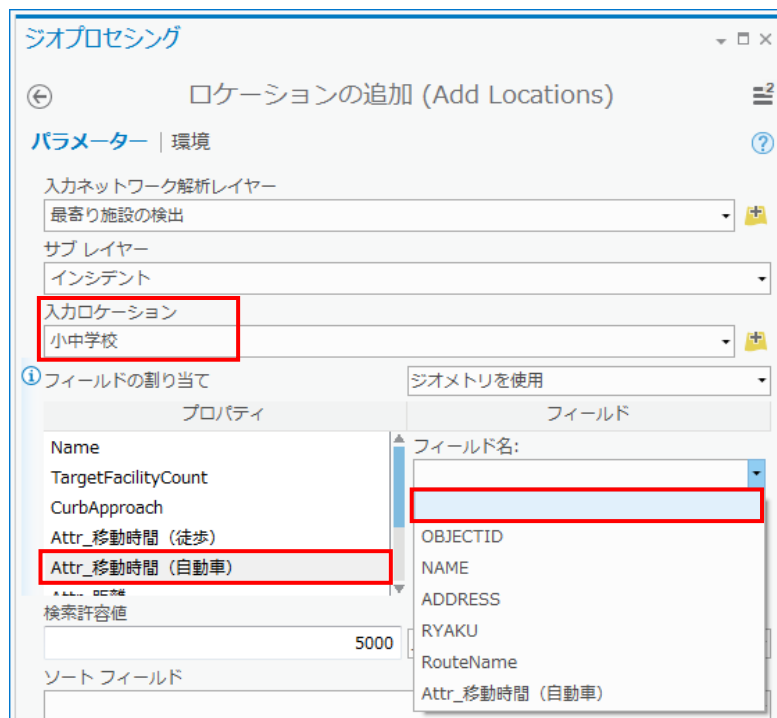 ジオプロセシング
ロケーションの追加 (Add Locations)
2
パラメーター | 環境
?
入力ネットワーク解析レイヤー
最寄り施設の検出
サブ レイヤー
インシデント
入力ロケーション
小中学校
フィールドの割り当て
ジオメトリを使用
プロパティ
フィールド
Name
TargetFacilityCount
CurbApproach
Attr_移動時間（徒歩）
Attr_移動時間（自動車）
Attr_距離
フィールド名:
OBJECTID
NAME
ADDRESS
RYAKU
RouteName
Attr_移動時間（自動車）
検索許容値
5000
ソート フィールド